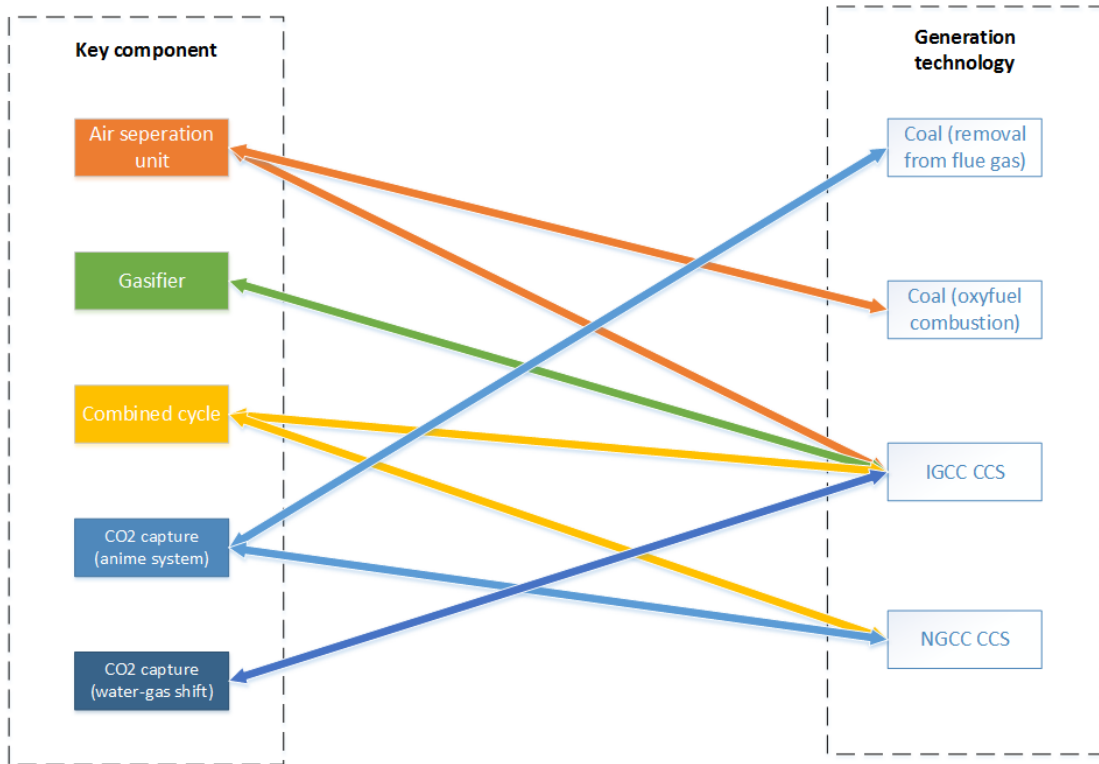 Key component
Air seperation
unit
Gasifier
Combined cycle
CO2 capture
(anime system)
CO2 capture
(water-gas shift)
Generation
technology
Coal (removal
from flue gas)
Coal (oxyfuel
combustion)
IGCC CCS
NGCC CCS